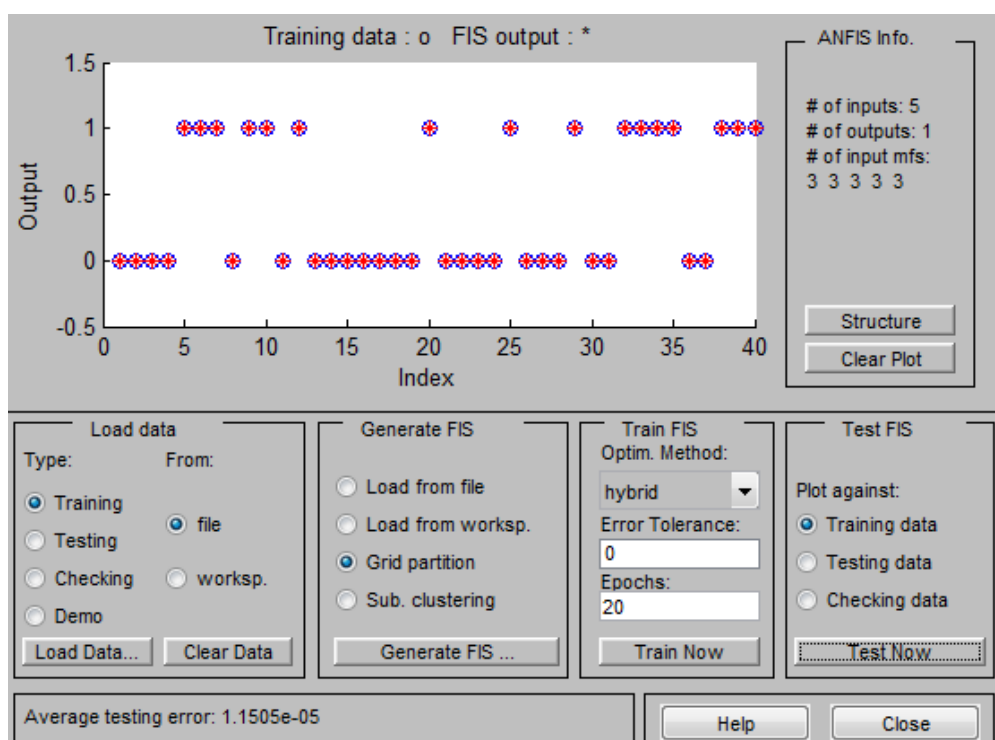 Training data : o   FIS output : *
1.5
1
0.5
0
-0.5
Output
0 5 10 15 20 25 30 35 40
Index
ANFIS Info.
# of inputs: 5
# of outputs: 1
# of input mfs:
3 3 3 3 3
Structure
Clear Plot
Load data
Type:
From:
Training
Testing
Checking
Demo
file
worksp.
Load Data...
Clear Data
Generate FIS
Load from file
Load from worksp.
Grid partition
Sub. clustering
Generate FIS ...
Train FIS
Optim. Method:
hybrid
Error Tolerance:
0
Epochs:
20
Train Now
Test FIS
Plot against:
Training data
Testing data
Checking data
Test Now
Average testing error: 1.1505e-05
Help
Close